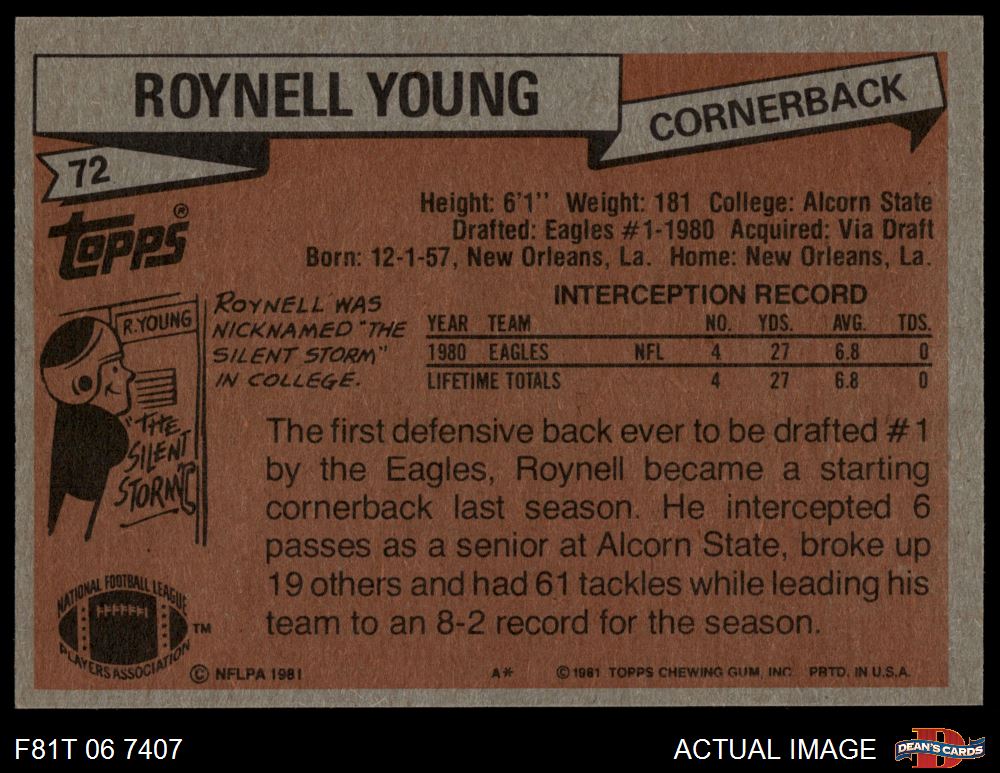 ROYNELL YOUNG
CORNERBACK
72
topps®
Height: 6'1" Weight: 181 College: Alcorn State
Drafted: Eagles #1-1980 Acquired: Via Draft
Born: 12-1-57, New Orleans, La. Home: New Orleans, La.
R. YOUNG
"THE
SILENT
STORM"
ROYNELL WAS
NICKNAMED "THE
SILENT STORM"
IN COLLEGE.
INTERCEPTION RECORD
YEAR TEAM NO. YDS. AVG. TDS.
1980 EAGLES NFL 4 27 6.8 0
LIFETIME TOTALS 4 27 6.8 0
The first defensive back ever to be drafted #1
by the Eagles, Roynell became a starting
cornerback last season. He intercepted 6
passes as a senior at Alcorn State, broke up
19 others and had 61 tackles while leading his
team to an 8-2 record for the season.
NATIONAL FOOTBALL LEAGUE
PLAYERS ASSOCIATION
TM
© NFLPA 1981
A*
© 1981 TOPPS CHEWING GUM, INC. PRTD. IN U.S.A.
F81T 06 7407
ACTUAL IMAGE
D
DEAN'S CARDS